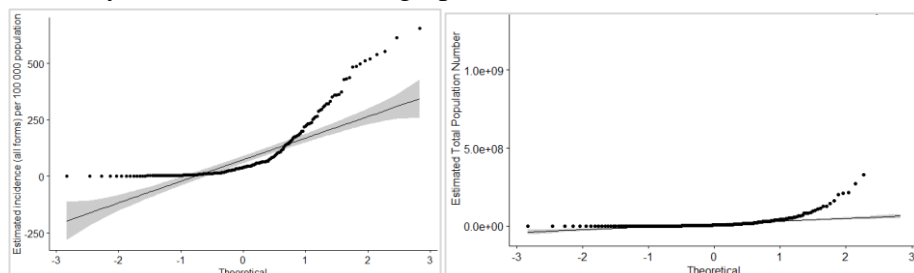 Estimated incidence (all forms) per 100 000 population
500
250
0
-250
-3
-2
-1
0
1
2
3
Theoretical
Estimated Total Population Number
1.0e+09
5.0e+08
0.0e+00
-3
-2
-1
0
1
2
3
Theoretical